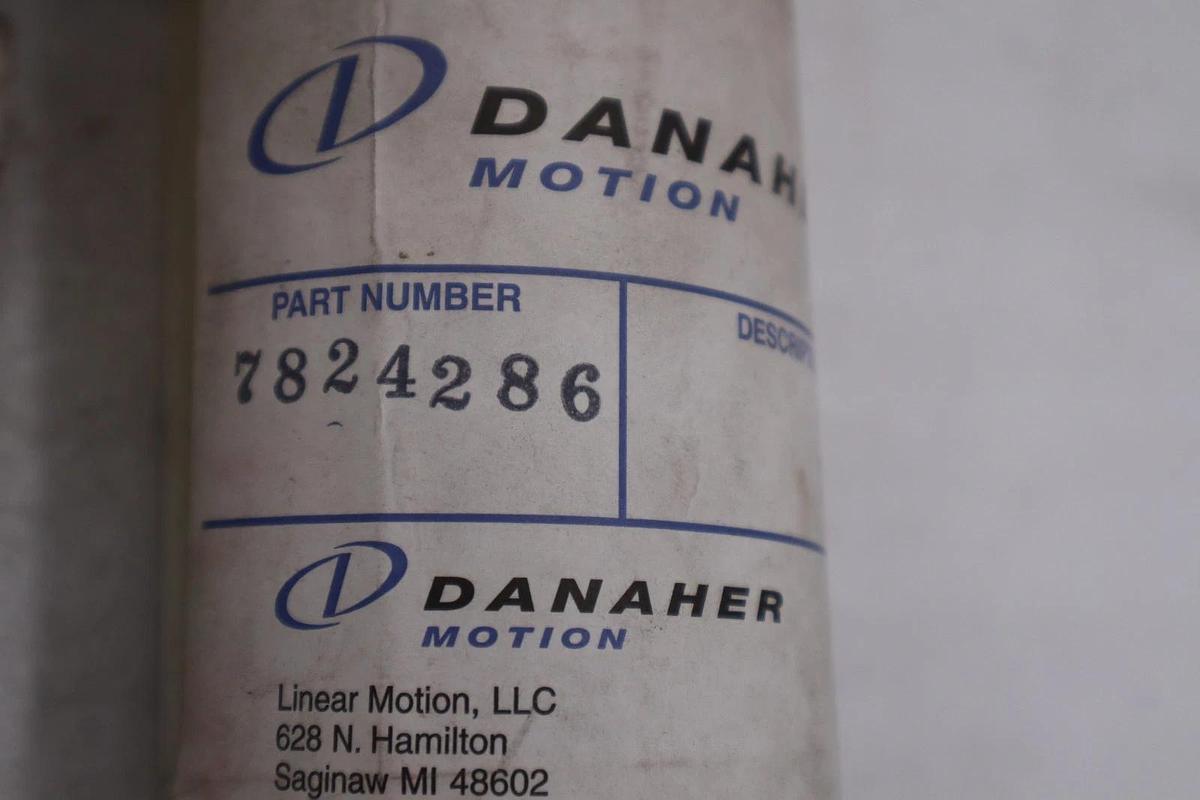 DANAH
MOTION
PART NUMBER
7824286
DANAHER
MOTION
Linear Motion, LLC
628 N. Hamilton
Saginaw MI 48602